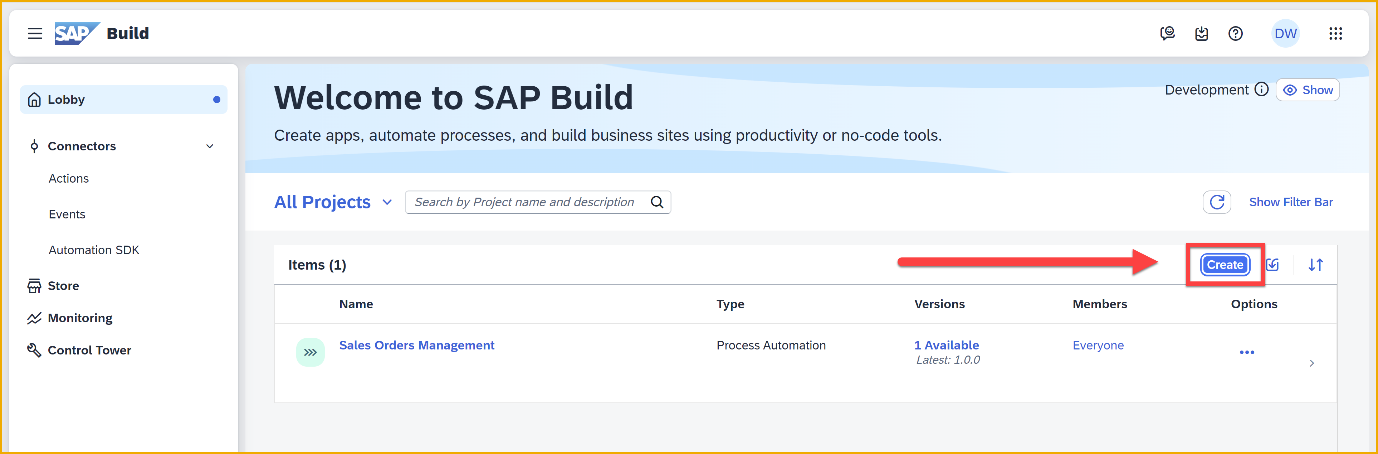 SAP Build
DW
Lobby
Connectors
Actions
Events
Automation SDK
Store
Monitoring
Control Tower
Welcome to SAP Build
Development Show
Create apps, automate processes, and build business sites using productivity or no-code tools.
All Projects Search by Project name and description Show Filter Bar
Items (1) Create
Name Type Versions Members Options
Sales Orders Management Process Automation 1 Available Everyone
Latest: 1.0.0